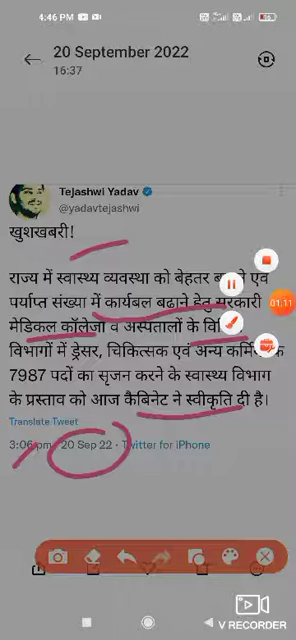 4:46 PM
20 September 2022
16:37
Tejashwi Yadav
@yadavtejashwi
खुशखबरी!
राज्य में स्वास्थ्य व्यवस्था को बेहतर एवं
पर्याप्त संख्या में कार्यबल बढ़ाने हेतु सरकारी
01:11
मेडिकल कॉलेजों व अस्पतालों के
विभागों में ड्रेसर, चिकित्सक एवं अन्य
7987 पदों का सृजन करने के स्वास्थ्य विभाग
के प्रस्ताव को आज कैबिनेट ने स्वीकृति दी है।
Translate Tweet
3:06 pm · 20 Sep 22 · Twitter for iPhone
V RECORDER